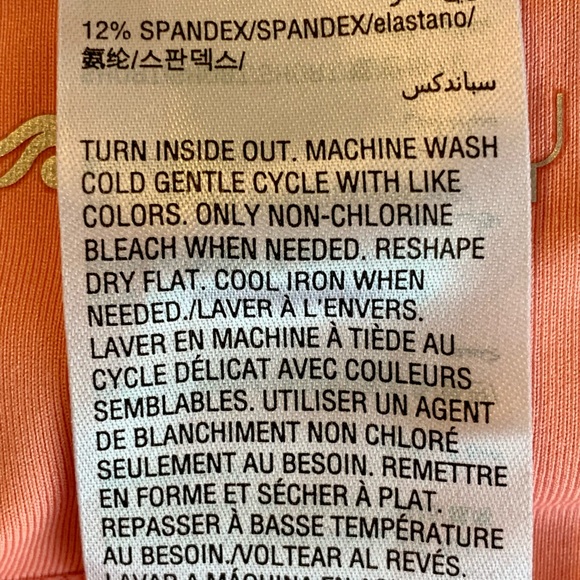 12% SPANDEX/SPANDEX/elastano/
氨纶/스판덱스/
سباندكس
TURN INSIDE OUT. MACHINE WASH
COLD GENTLE CYCLE WITH LIKE
COLORS. ONLY NON-CHLORINE
BLEACH WHEN NEEDED. RESHAPE
DRY FLAT. COOL IRON WHEN
NEEDED./LAVER À L'ENVERS.
LAVER EN MACHINE À TIÈDE AU
CYCLE DÉLICAT AVEC COULEURS
SEMBLABLES. UTILISER UN AGENT
DE BLANCHIMENT NON CHLORÉ
SEULEMENT AU BESOIN. REMETTRE
EN FORME ET SÉCHER À PLAT.
REPASSER À BASSE TEMPÉRATURE
AU BESOIN./VOLTEAR AL REVÉS.
LAVAR A MÁQUINA EN